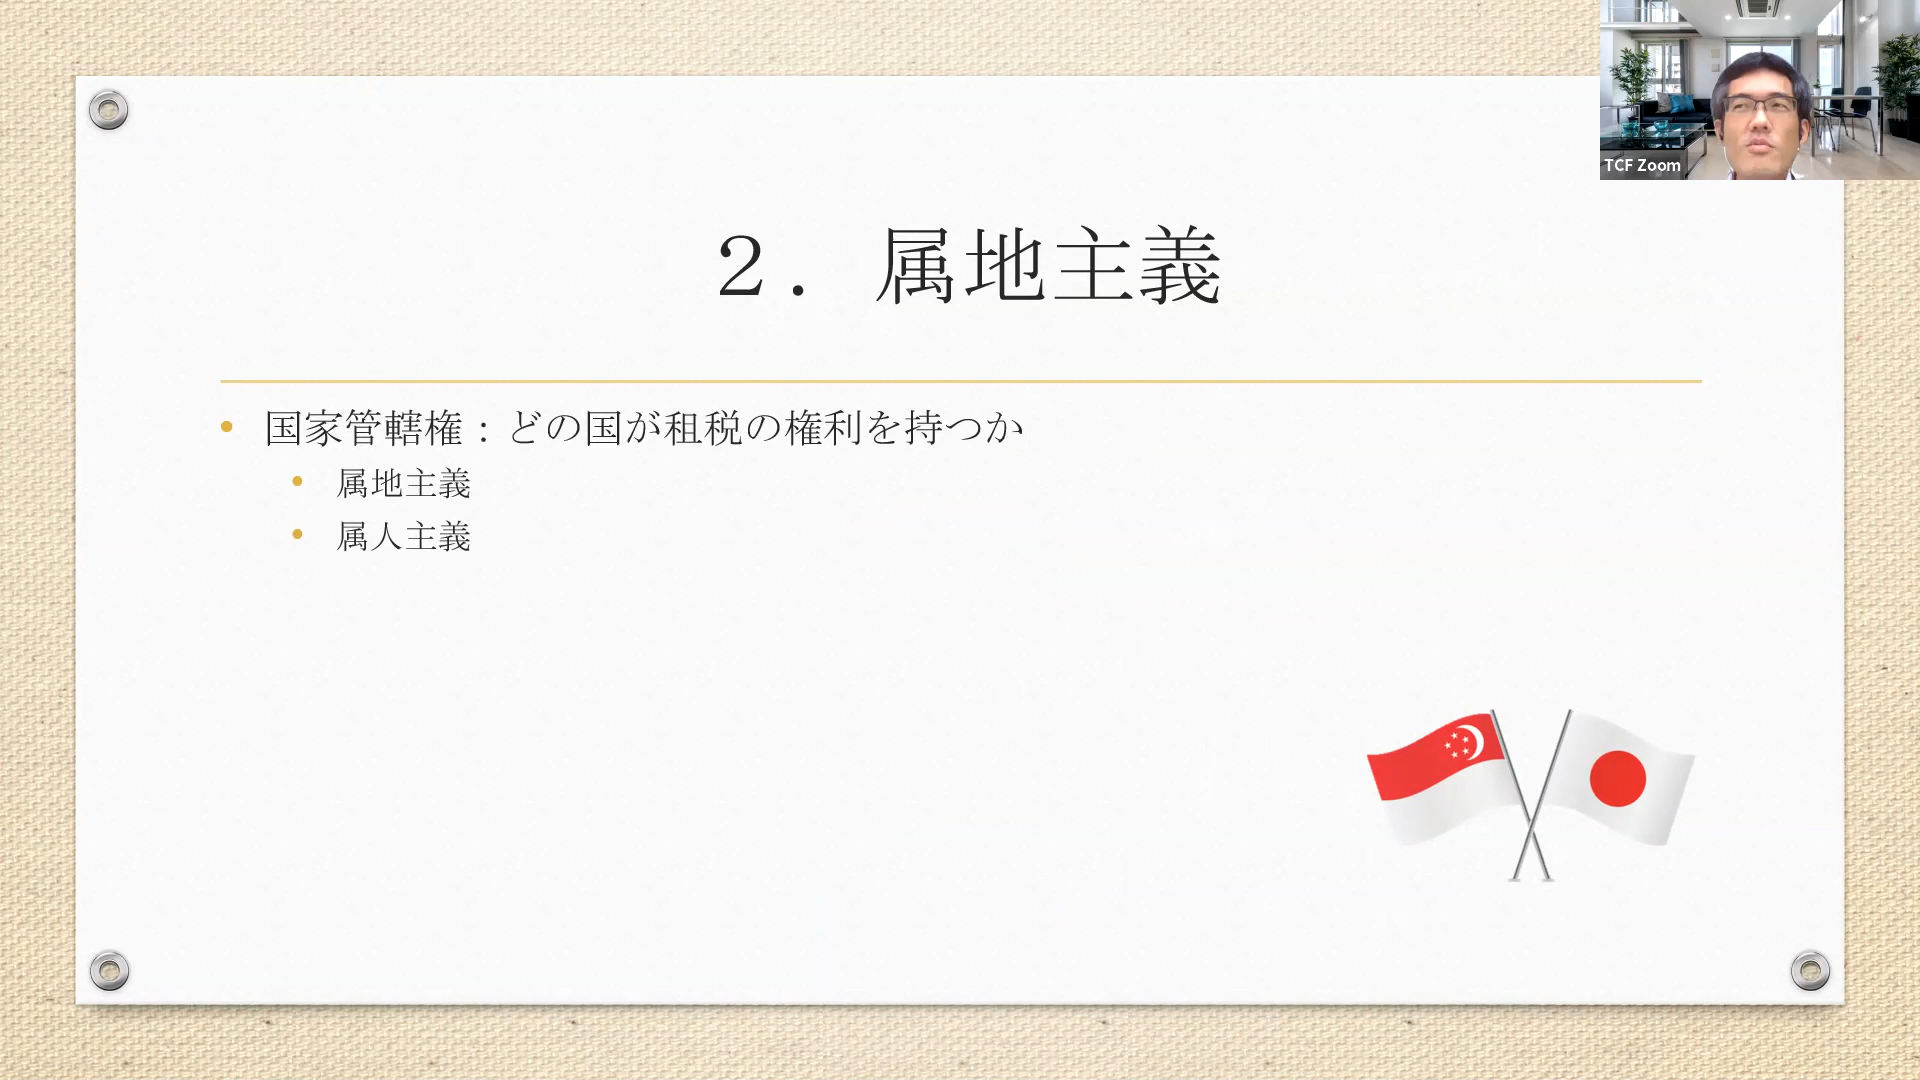 ２．属地主義
• 国家管轄権：どの国が租税の権利を持つか
• 属地主義
• 属人主義
TCF Zoom